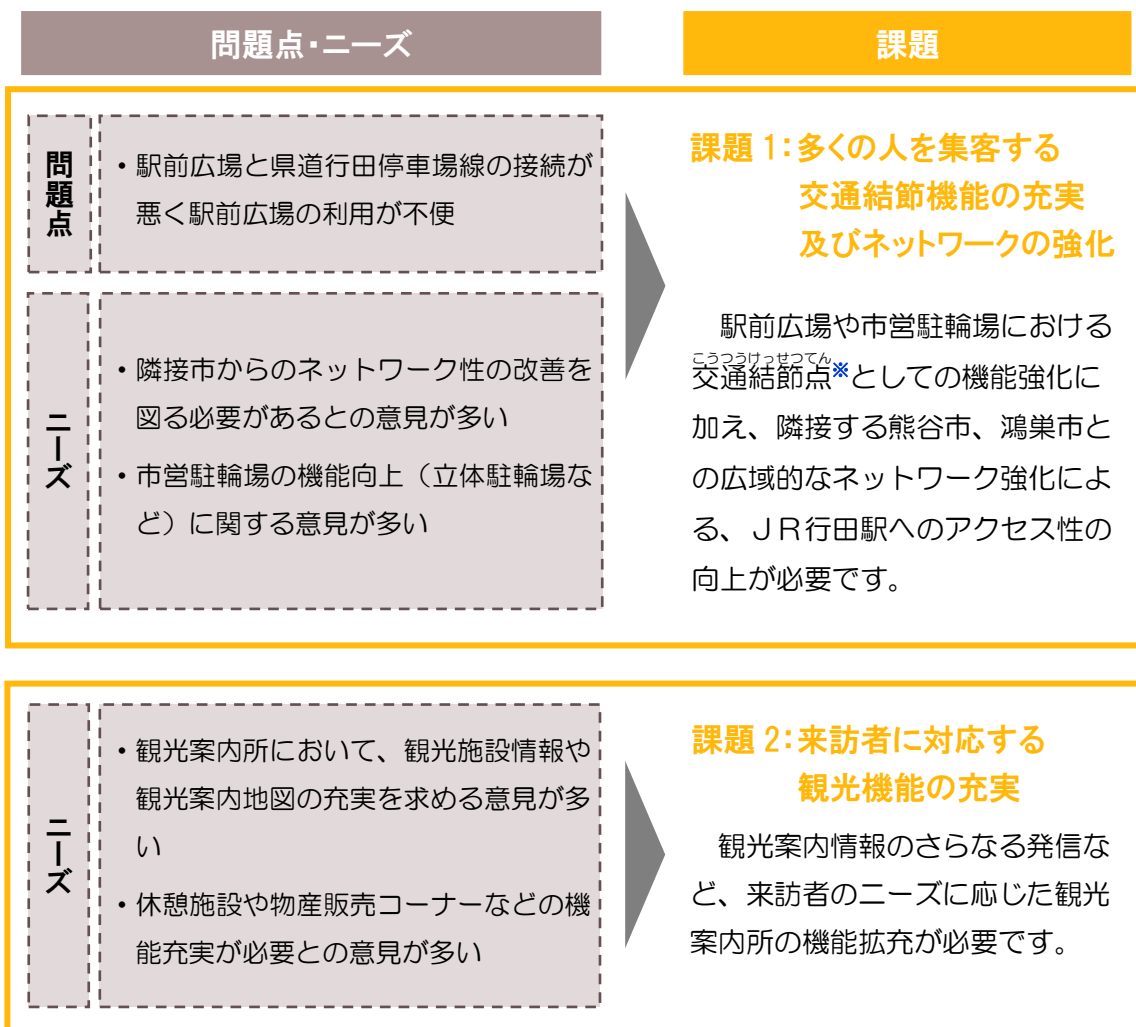 問題点・ニーズ
課題
問題点
・駅前広場と県道行田停車場線の接続が
悪く駅前広場の利用が不便
ニーズ
・隣接市からのネットワーク性の改善を
図る必要があるとの意見が多い
・市営駐輪場の機能向上（立体駐輪場な
ど）に関する意見が多い
課題 1：多くの人を集客する
交通結節機能の充実
及びネットワークの強化
駅前広場や市営駐輪場における
こうつうけっせつてん
交通結節点※としての機能強化に
加え、隣接する熊谷市、鴻巣市と
の広域的なネットワーク強化によ
る、ＪＲ行田駅へのアクセス性の
向上が必要です。
ニーズ
・観光案内所において、観光施設情報や
観光案内地図の充実を求める意見が多
い
・休憩施設や物産販売コーナーなどの機
能充実が必要との意見が多い
課題 2：来訪者に対応する
観光機能の充実
観光案内情報のさらなる発信な
ど、来訪者のニーズに応じた観光
案内所の機能拡充が必要です。